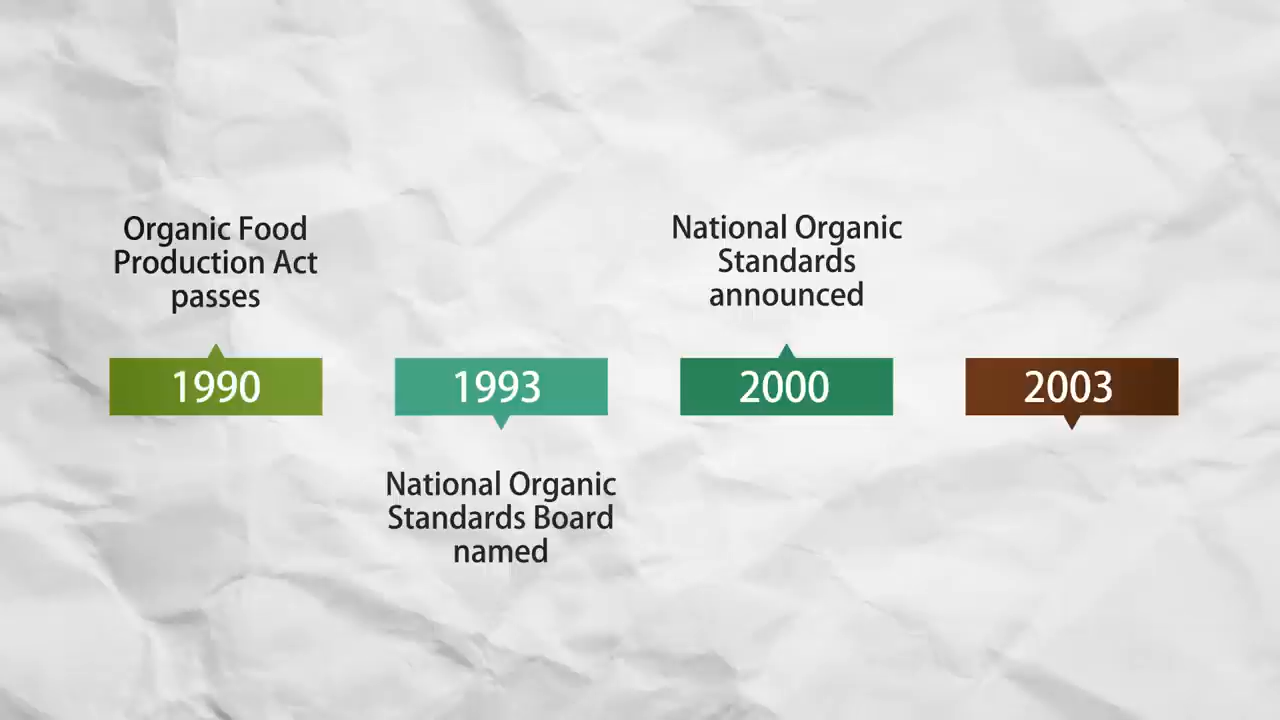 Organic Food
Production Act
passes
1990
1993
National Organic
Standards Board
named
National Organic
Standards
announced
2000
2003